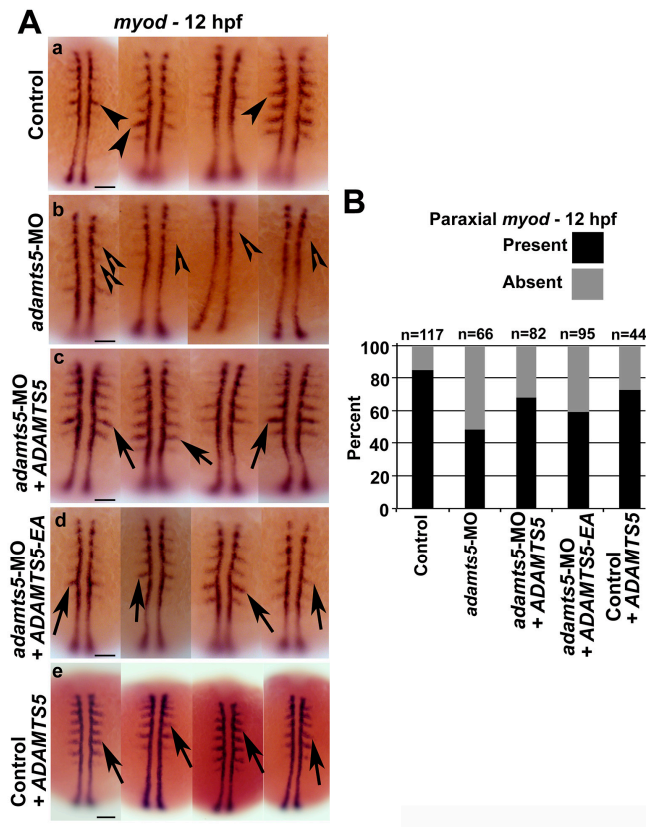 A
myod - 12 hpf
a
Control
b
adamts5-MO
c
adamts5-MO
+ ADAMTS5
d
adamts5-MO
+ ADAMTS5-EA
e
Control
+ ADAMTS5
B
Paraxial myod - 12 hpf
Present
Absent
n=117 n=66 n=82 n=95 n=44
100
80
60
40
20
0
Percent
Control
adamts5-MO
adamts5-MO
+ ADAMTS5
adamts5-MO
+ ADAMTS5-EA
Control
+ ADAMTS5